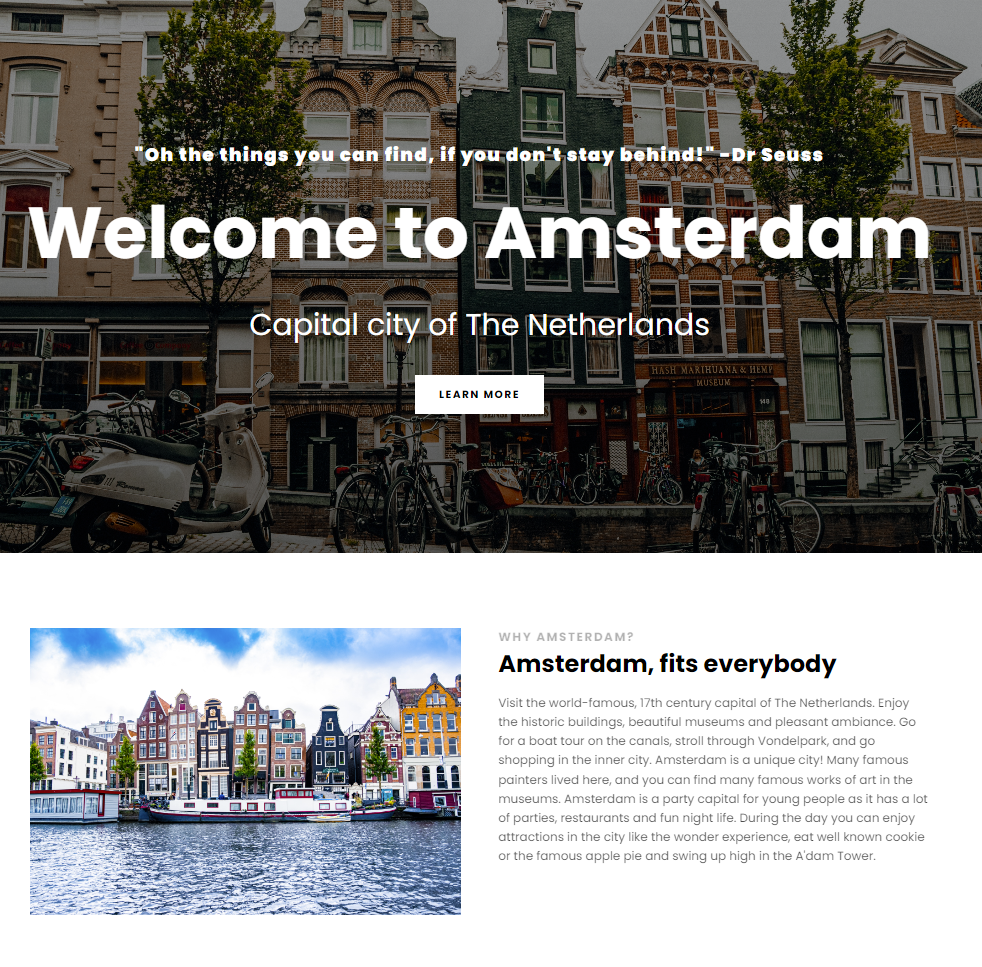 "Oh the things you can find, if you don't stay behind!" -Dr Seuss
Welcome to Amsterdam
Capital city of The Netherlands
HASH MARIHUANA & HEMP
MUSEUM
148
LEARN MORE
WHY AMSTERDAM?
Amsterdam, fits everybody
Visit the world-famous, 17th century capital of The Netherlands. Enjoy
the historic buildings, beautiful museums and pleasant ambiance. Go
for a boat tour on the canals, stroll through Vondelpark, and go
shopping in the inner city. Amsterdam is a unique city! Many famous
painters lived here, and you can find many famous works of art in the
museums. Amsterdam is a party capital for young people as it has a lot
of parties, restaurants and fun night life. During the day you can enjoy
attractions in the city like the wonder experience, eat well known cookie
or the famous apple pie and swing up high in the A'dam Tower.